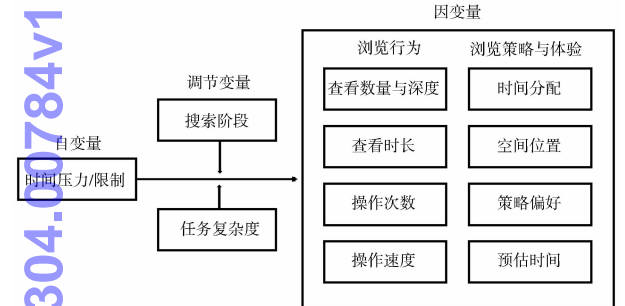 因变量
浏览行为
浏览策略与体验
调节变量
查看数量与深度
时间分配
搜索阶段
自变量
查看时长
空间位置
时间压力/限制
操作次数
策略偏好
任务复杂度
操作速度
预估时间
304.00784v1